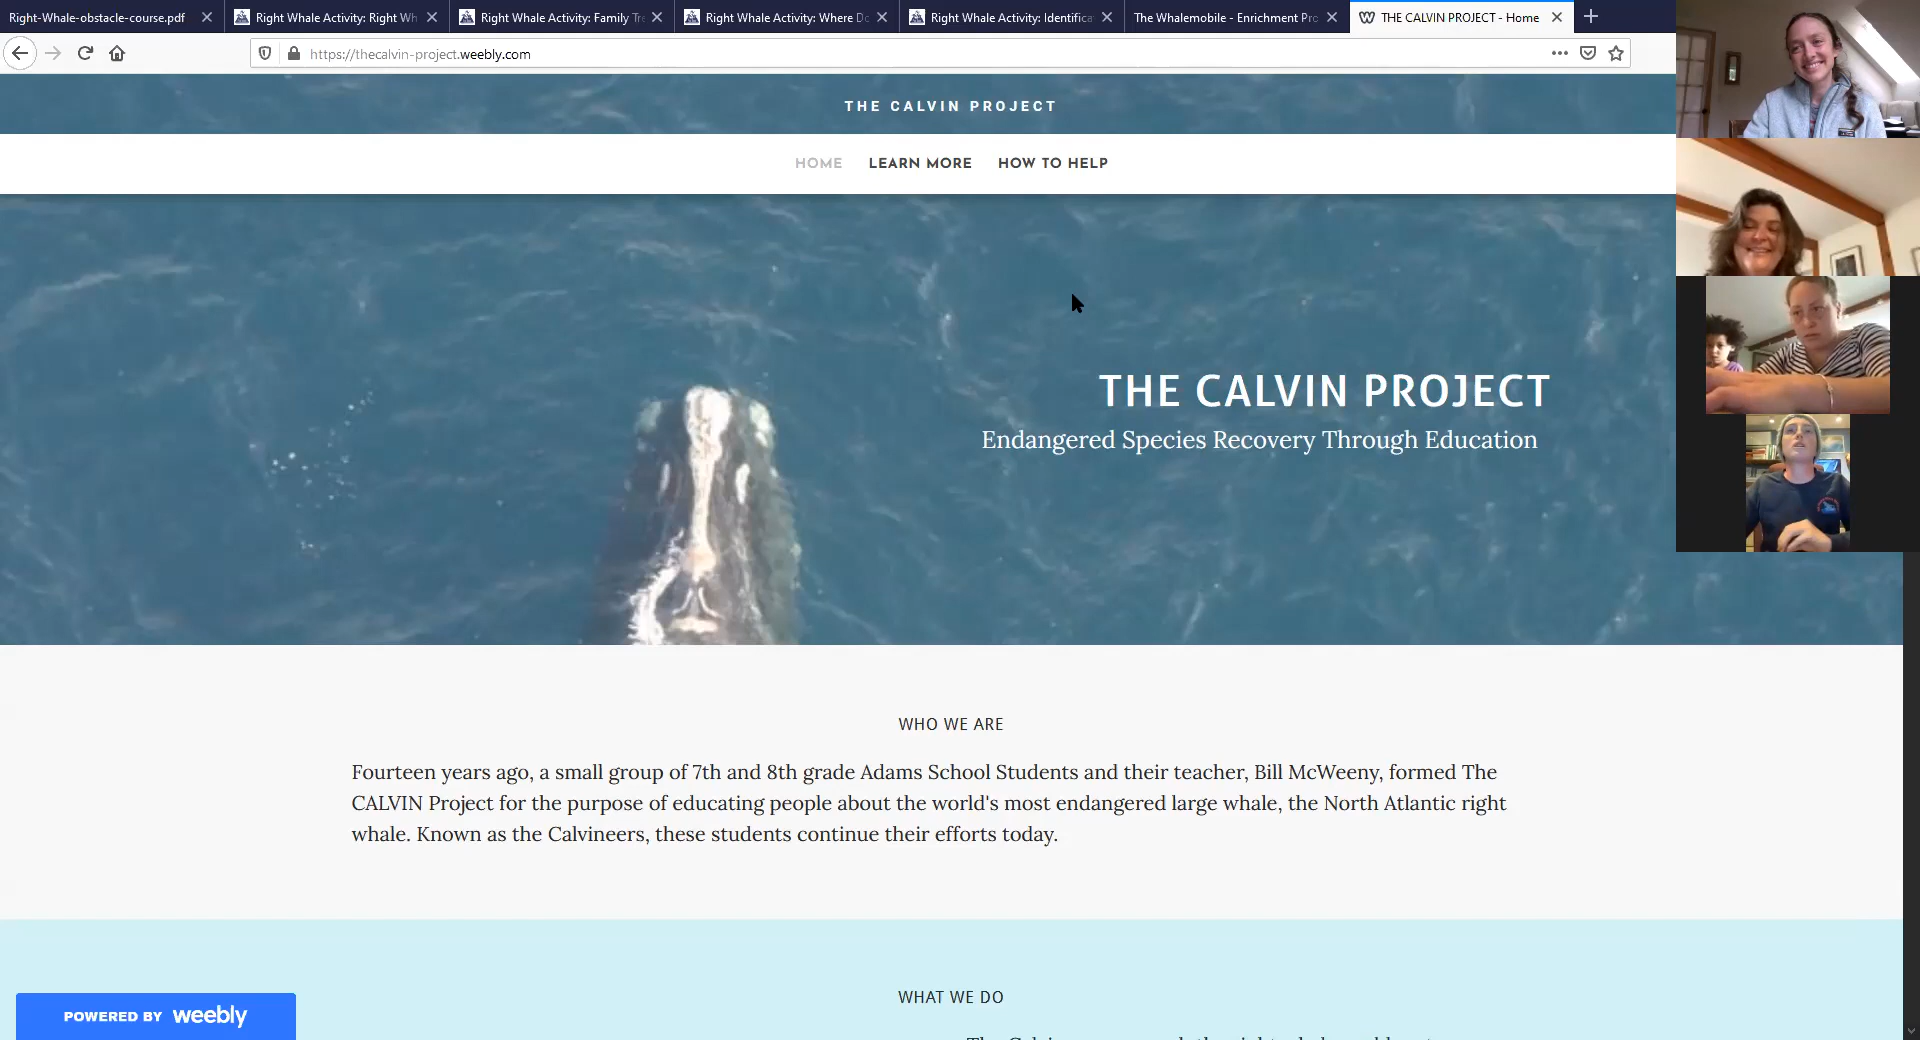 Right-Whale-obstacle-course.pdf
Right Whale Activity: Right Wh
Right Whale Activity: Family Tr
Right Whale Activity: Where D
Right Whale Activity: Identifica
The Whalemobile - Enrichment Pro
THE CALVIN PROJECT - Home
https://thecalvin-project.weebly.com
THE CALVIN PROJECT
HOME LEARN MORE HOW TO HELP
THE CALVIN PROJECT
Endangered Species Recovery Through Education
WHO WE ARE
Fourteen years ago, a small group of 7th and 8th grade Adams School Students and their teacher, Bill McWeeny, formed The
CALVIN Project for the purpose of educating people about the world's most endangered large whale, the North Atlantic right
whale. Known as the Calvineers, these students continue their efforts today.
WHAT WE DO
POWERED BY weebly